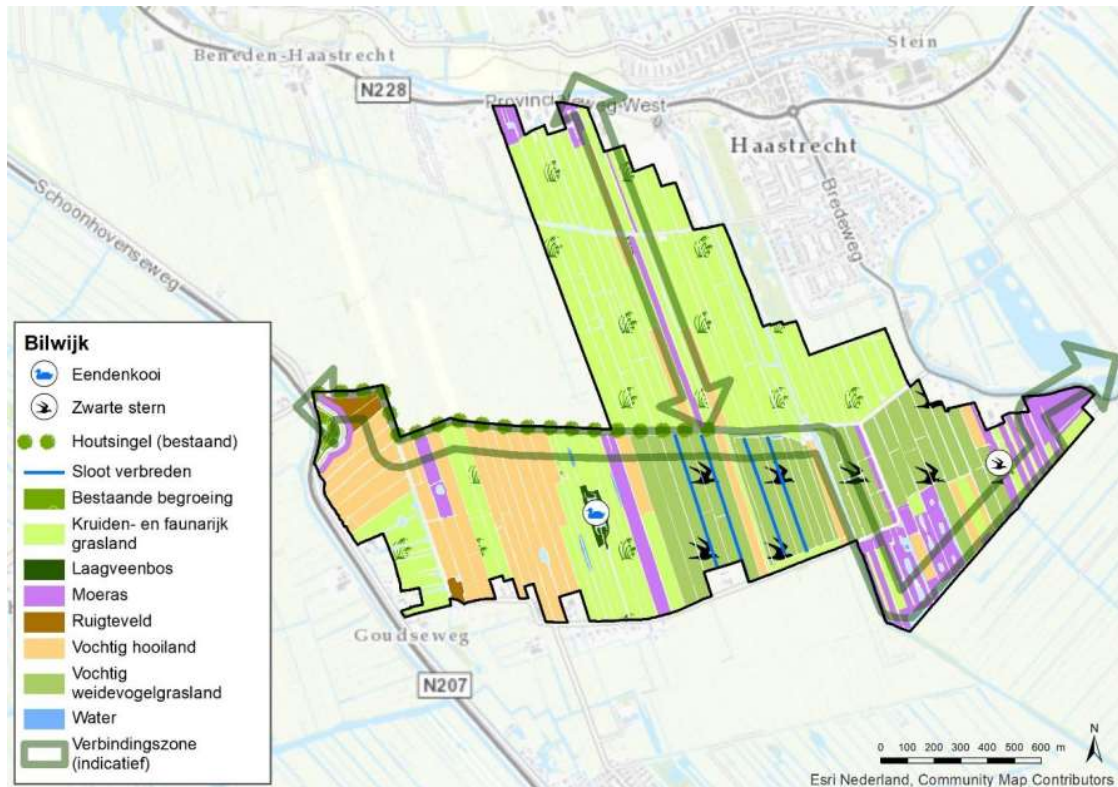 Beneden-Haastrecht
Stein
N228
Provincialeweg-West
Haastrecht
Schoonhovenseweg
Bredeweg
Bilwijk
Eendenkooi
Zwarte stern
Houtsingel (bestaand)
Sloot verbreden
Bestaande begroeing
Kruiden- en faunarijk
grasland
Laagveenbos
Moeras
Ruigteveld
Vochtig hooiland
Vochtig
weidevogelgrasland
Water
Verbindingszone
(indicatief)
Goudseweg
N207
N
0 100 200 300 400 500 600 m
Esri Nederland, Community Map Contributors